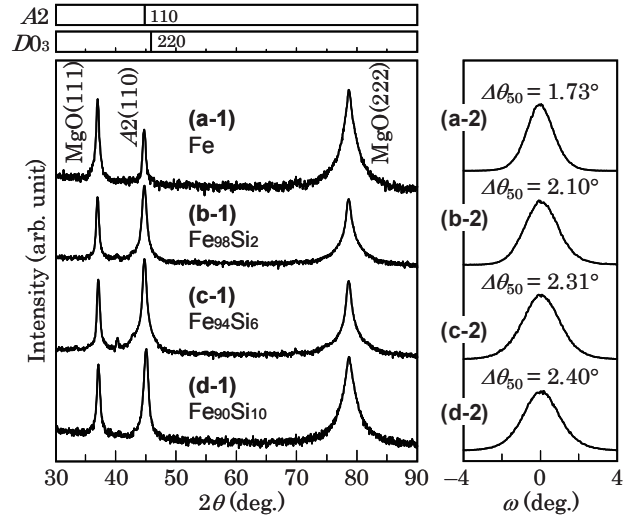 A2
110
DO₃
220
MgO(111)
A2(110)
MgO(222)
(a-1)
Fe
(b-1)
Fe₉₈Si₂
(c-1)
Fe₉₄Si₆
(d-1)
Fe₉₀Si₁₀
Intensity (arb. unit)
30 40 50 60 70 80 90
2θ (deg.)
Δθ₅₀ = 1.73°
(a-2)
Δθ₅₀ = 2.10°
(b-2)
Δθ₅₀ = 2.31°
(c-2)
Δθ₅₀ = 2.40°
(d-2)
−4 0 4
ω (deg.)